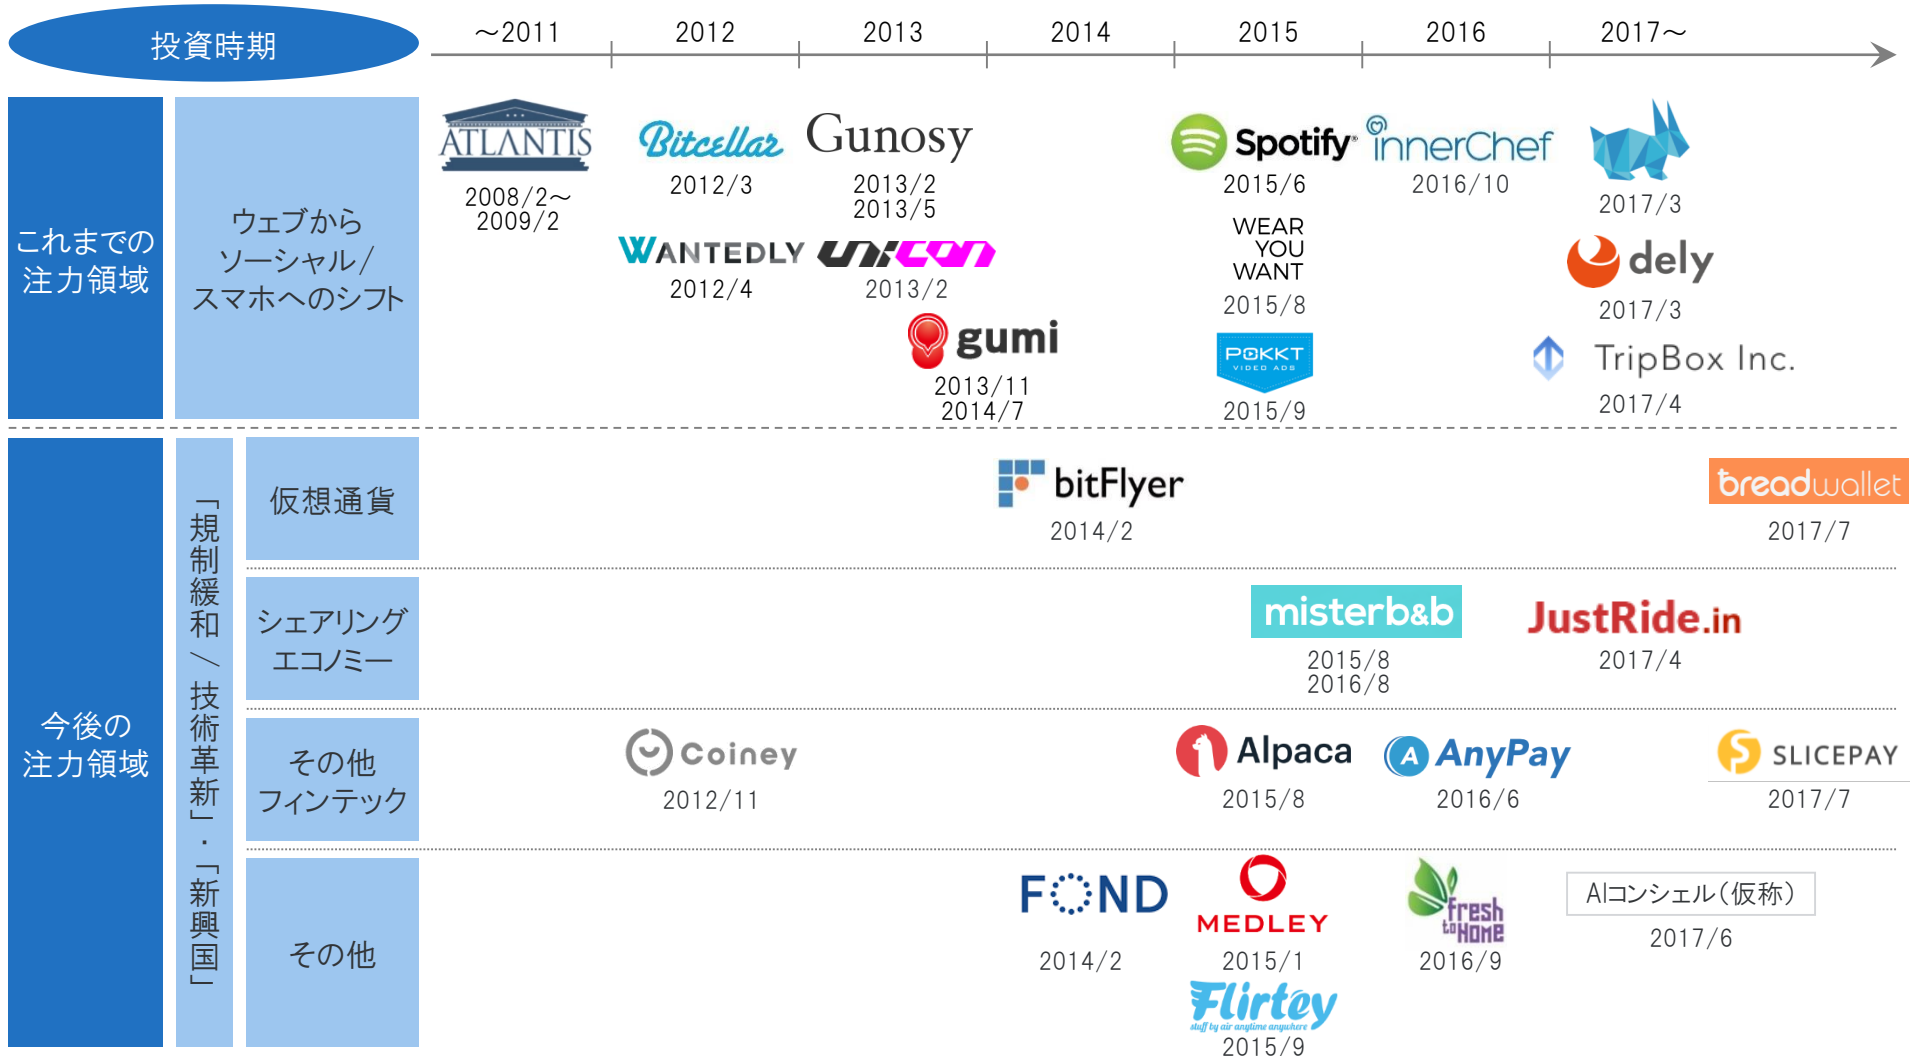 投資時期
～2011
2012
2013
2014
2015
2016
2017～
これまでの
注力領域
ウェブから
ソーシャル/
スマホへのシフト
ATLANTIS
2008/2～
2009/2
Bitcellar
2012/3
WANTEDLY
2012/4
Gunosy
2013/2
2013/5
UNiCON
2013/2
gumi
2013/11
2014/7
Spotify®
2015/6
WEAR
YOU
WANT
2015/8
POKKT
VIDEO ADS
2015/9
innerChef
2016/10
2017/3
dely
2017/3
TripBox Inc.
2017/4
今後の
注力領域
「規制緩和／技術革新」・「新興国」
仮想通貨
bitFlyer
2014/2
breadwallet
2017/7
シェアリング
エコノミー
misterb&b
2015/8
2016/8
JustRide.in
2017/4
その他
フィンテック
Coiney
2012/11
Alpaca
2015/8
AnyPay
2016/6
SLICEPAY
2017/7
その他
FOND
2014/2
MEDLEY
2015/1
Flirtey
stuff by air anytime anywhere
2015/9
fresh
to HOME
2016/9
AIコンシェル（仮称）
2017/6